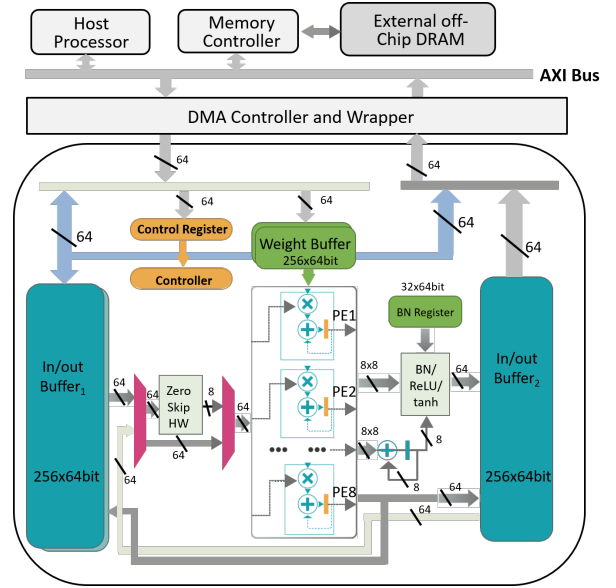 Host
Processor
Memory
Controller
External off-
Chip DRAM
AXI Bus
DMA Controller and Wrapper
64
64
64
64
64
64
64
64
Control Register
Controller
Weight Buffer
256x64bit
32x64bit
BN Register
In/out
Buffer1
256x64bit
64
64
Zero
Skip
HW
8
64
64
64
PE1
PE2
PE8
8x8
BN/
ReLU/
tanh
64
8x8
8
8
64
64
In/out
Buffer2
256x64bit